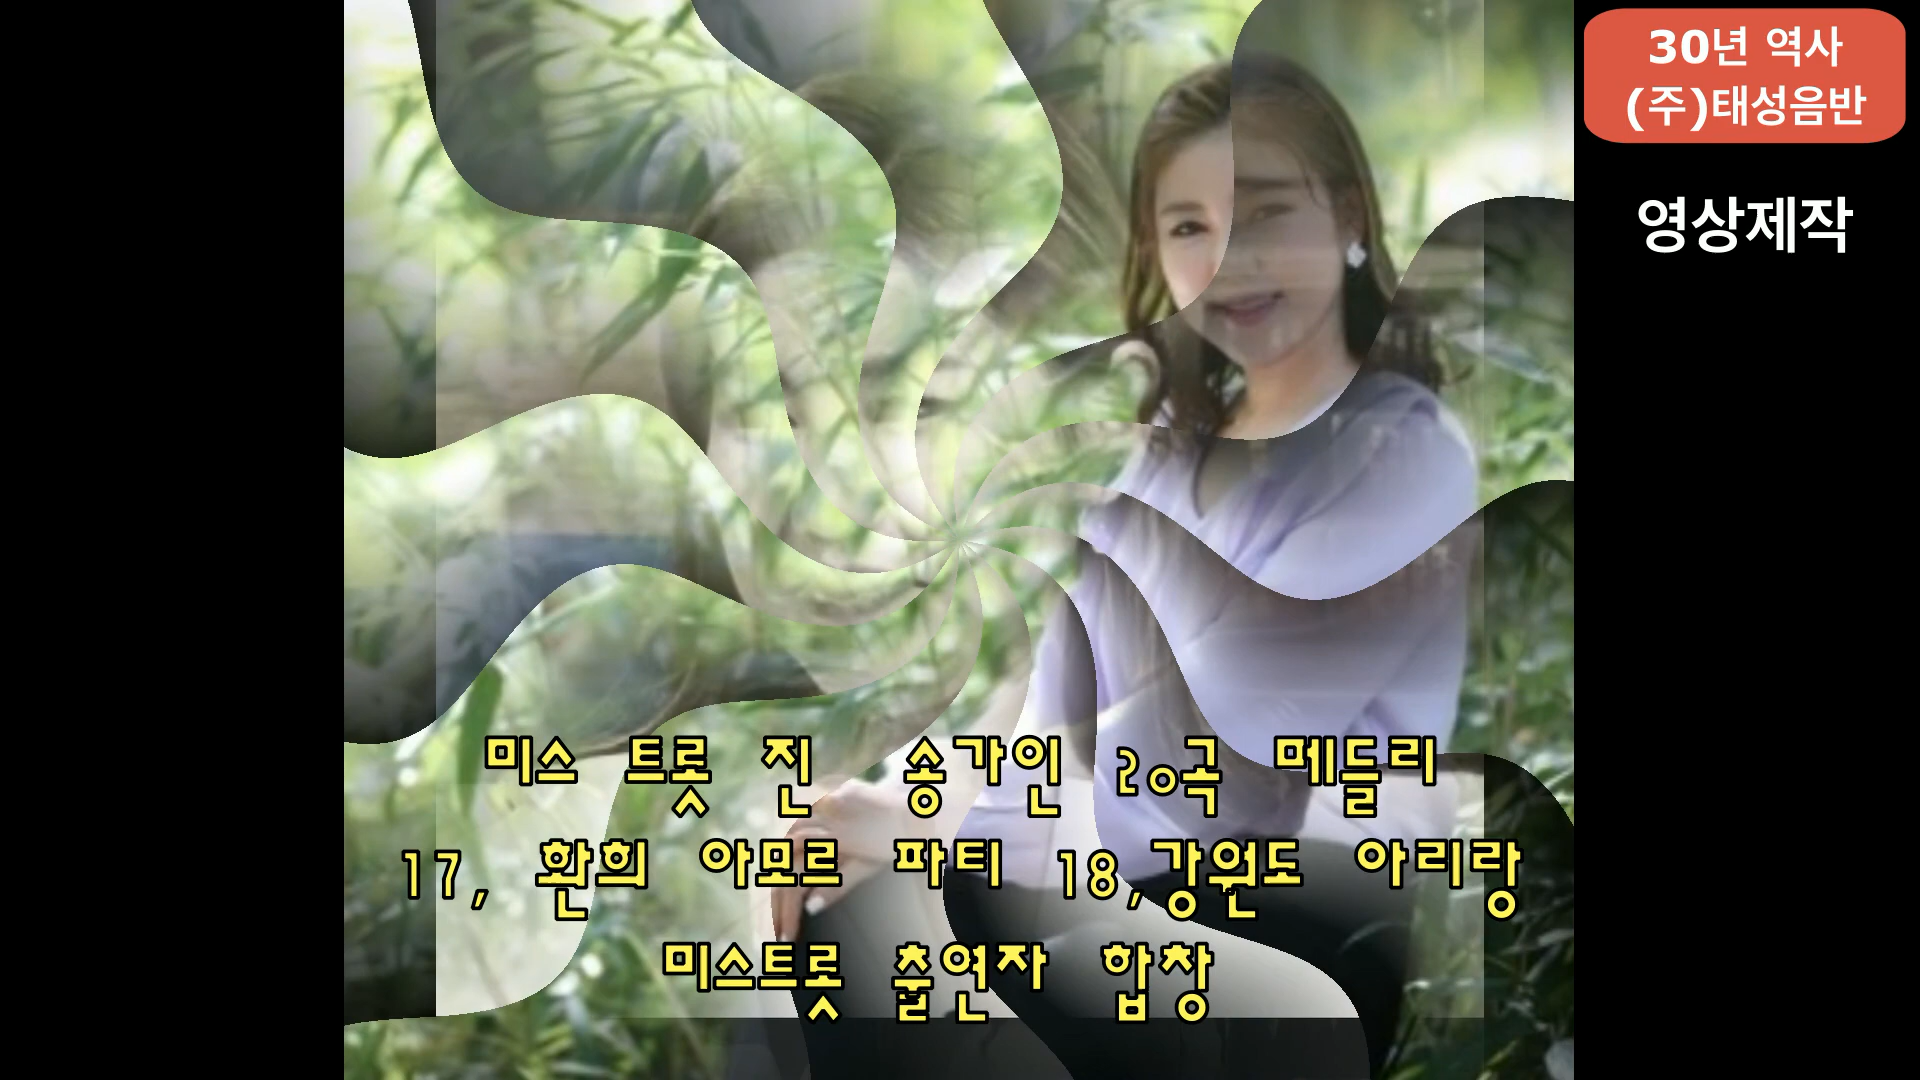 30년 역사
(주)태성음반
영상제작
미스 트롯 진 송가인 20곡 메들리
17, 환희 아모르 파티 18,강원도 아리랑
미스트롯 출연자 합창